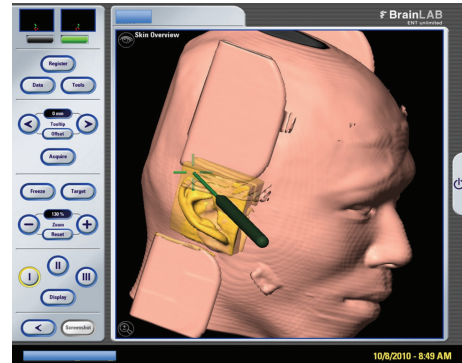 BrainLAB
ENT unlimited
Skin Overview
Register
Data
Tools
0 mm
Tooltip
Offset
Acquire
Freeze
Target
130 %
Zoom
Reset
I
II
III
Display
Screenshot
10/8/2010 - 8:49 AM